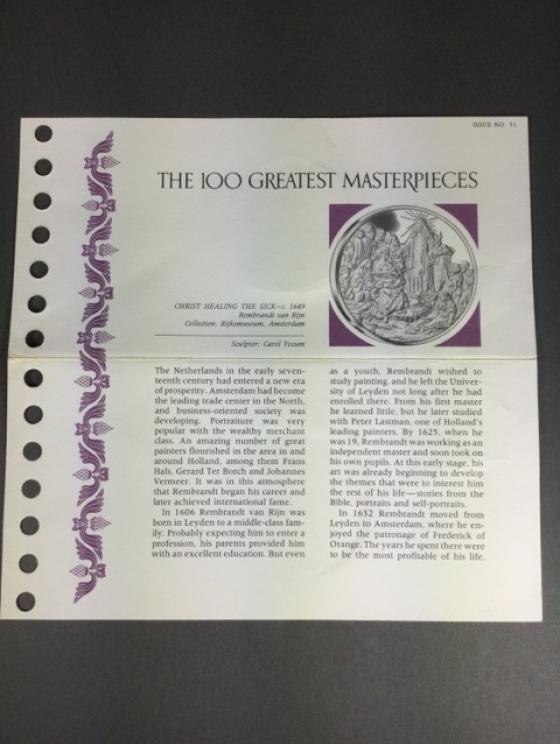 ISSUE NO. 51
THE 100 GREATEST MASTERPIECES
CHRIST HEALING THE SICK—c. 1649
Rembrandt van Rijn
Collection: Rijksmuseum, Amsterdam
Sculptor: Carol Yocum
The Netherlands in the early seven-
teenth century had entered a new era
of prosperity. Amsterdam had become
the leading trade center in the North,
and business-oriented society was
developing. Portraiture was very
popular with the wealthy merchant
class. An amazing number of great
painters flourished in the area in and
around Holland, among them Frans
Hals, Gerard Ter Borch and Johannes
Vermeer. It was in this atmosphere
that Rembrandt began his career and
later achieved international fame.
In 1606 Rembrandt van Rijn was
born in Leyden to a middle-class fam-
ily. Probably expecting him to enter a
profession, his parents provided him
with an excellent education. But even
as a youth, Rembrandt wished to
study painting, and he left the Univer-
sity of Leyden not long after he had
enrolled there. From his first master
he learned little, but he later studied
with Peter Lastman, one of Holland's
leading painters. By 1625, when he
was 19, Rembrandt was working as an
independent master and soon took on
his own pupils. At this early stage, his
art was already beginning to develop
the themes that were to interest him
the rest of his life—stories from the
Bible, portraits and self-portraits.
In 1632 Rembrandt moved from
Leyden to Amsterdam, where he en-
joyed the patronage of Frederick of
Orange. The years he spent there were
to be the most profitable of his life.